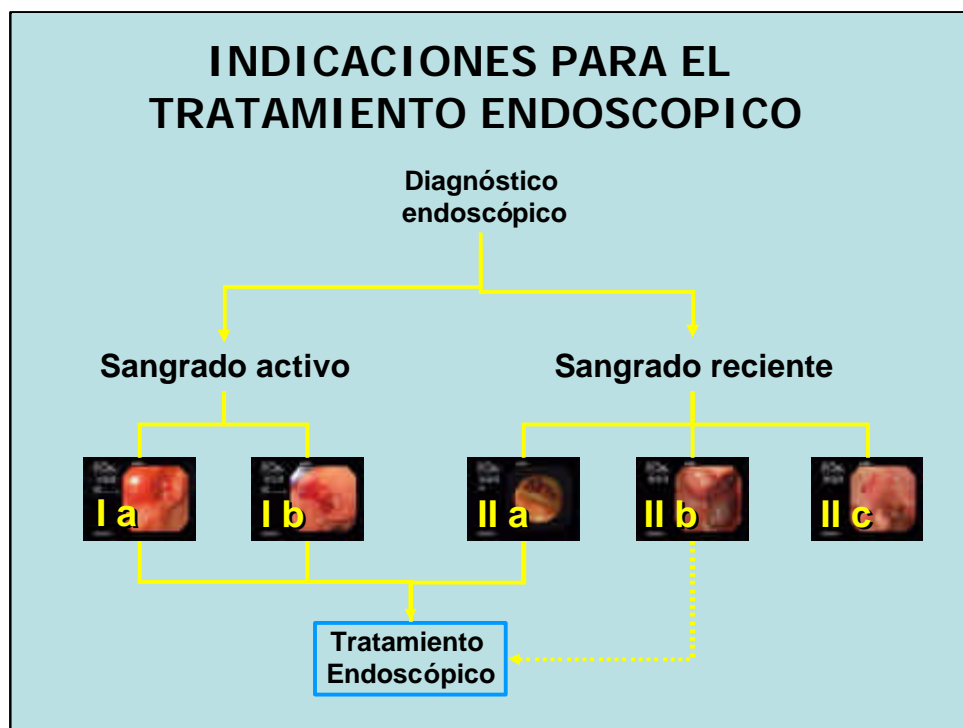 INDICACIONES PARA EL
TRATAMIENTO ENDOSCOPICO
Diagnóstico
endoscópico
Sangrado activo
Sangrado reciente
I a
I b
II a
II b
II c
Tratamiento
Endoscópico